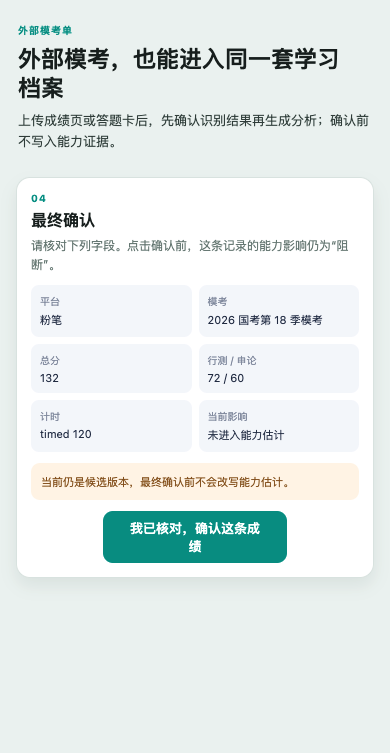 外部模考单
外部模考，也能进入同一套学习
档案
上传成绩页或答题卡后，先确认识别结果再生成分析；确认前
不写入能力证据。
04
最终确认
请核对下列字段。点击确认前，这条记录的能力影响仍为“阻
断”。
平台
粉笔
模考
2026 国考第 18 季模考
总分
132
行测 / 申论
72 / 60
计时
timed 120
当前影响
未进入能力估计
当前仍是候选版本，最终确认前不会改写能力估计。
我已核对，确认这条成
绩